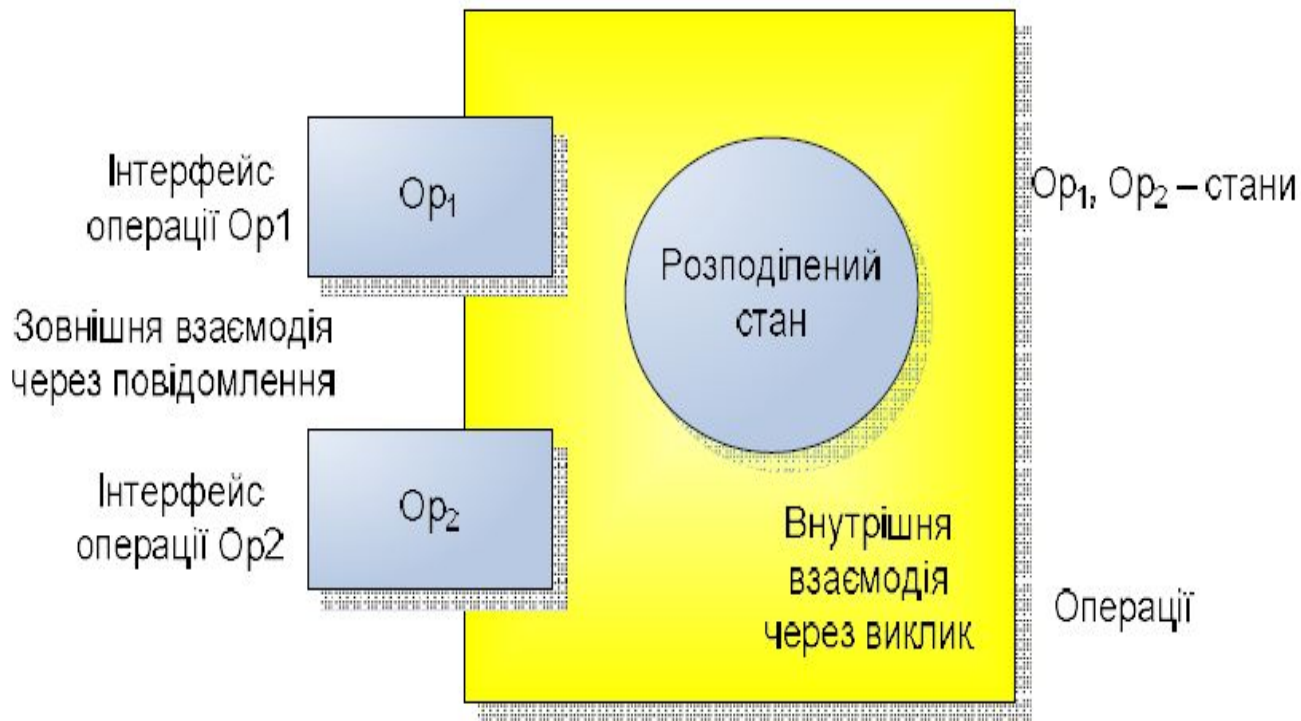 Інтерфейс
операції Op1
Op₁
Зовнішня взаємодія
через повідомлення
Інтерфейс
операції Op2
Op₂
Розподілений
стан
Внутрішня
взаємодія
через виклик
Op₁, Op₂ – стани
Операції